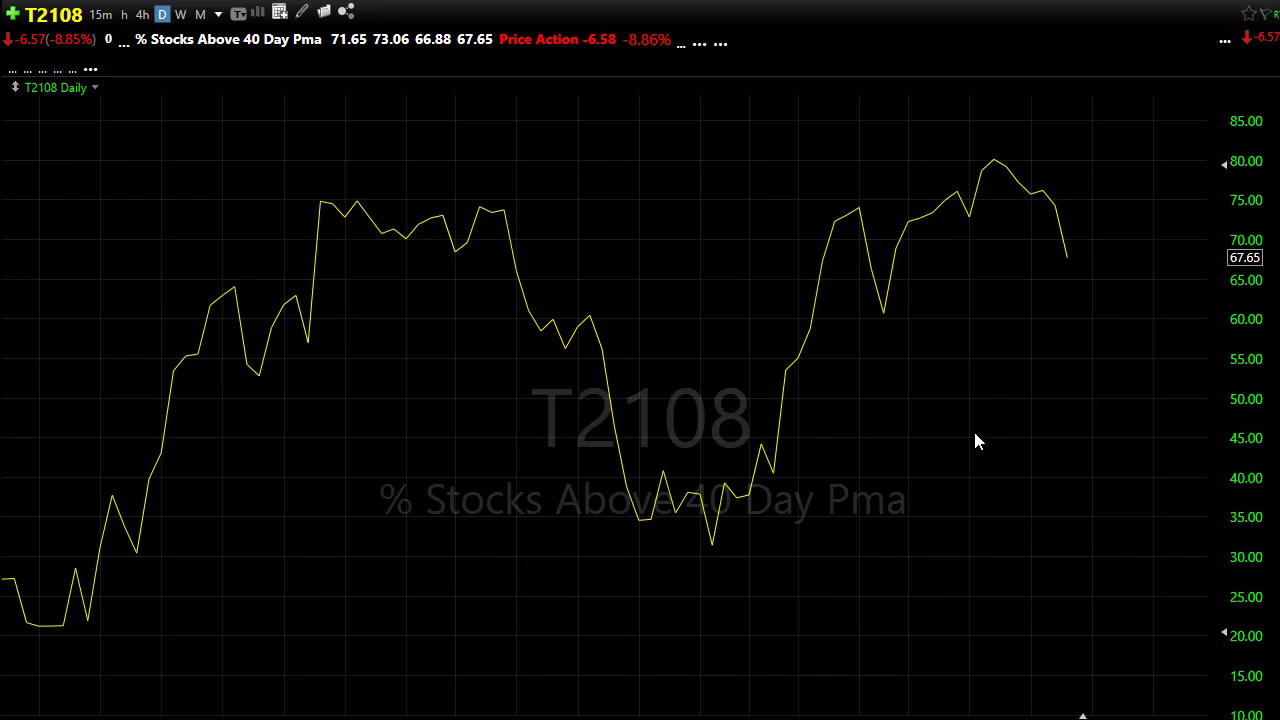 T2108 15m h 4h D W M T
-6.57(-8.85%) 0 ... % Stocks Above 40 Day Pma 71.65 73.06 66.88 67.65 Price Action -6.58 -8.86% ... ... ... ... -6.57
... ... ... ... ... ...
T2108 Daily
85.00
80.00
75.00
70.00
67.65
65.00
60.00
55.00
50.00
T2108
45.00
40.00
% Stocks Above 40 Day Pma
35.00
30.00
25.00
20.00
15.00
10.00